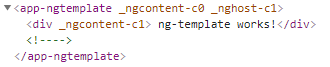 ▼<app-ngtemplate _ngcontent-c0 _nghost-c1>
<div _ngcontent-c1> ng-template works!</div>
<!---->
</app-ngtemplate>